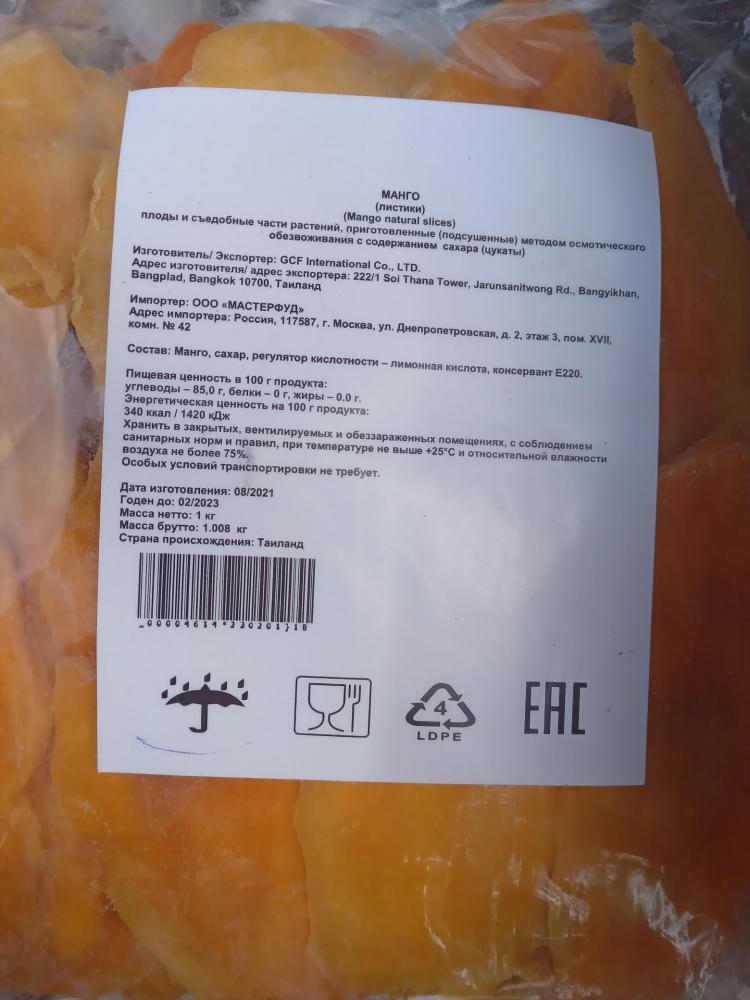 МАНГО
(листики)
(Mango natural slices)
плоды и съедобные части растений, приготовленные (подсушенные) методом осмотического
обезвоживания с содержанием сахара (цукаты)
Изготовитель/ Экспортер: GCF International Co., LTD.
Адрес изготовителя/ адрес экспортера: 222/1 Soi Thana Tower, Jarunsanitwong Rd., Bangyikhan,
Bangplad, Bangkok 10700, Таиланд
Импортер: ООО «МАСТЕРФУД»
Адрес импортера: Россия, 117587, г. Москва, ул. Днепропетровская, д. 2, этаж 3, пом. XVII,
комн. № 42
Состав: Манго, сахар, регулятор кислотности – лимонная кислота, консервант Е220.
Пищевая ценность в 100 г продукта:
углеводы – 85,0 г, белки – 0 г, жиры – 0.0 г.
Энергетическая ценность на 100 г продукта:
340 ккал / 1420 кДж
Хранить в закрытых, вентилируемых и обеззараженных помещениях, с соблюдением
санитарных норм и правил, при температуре не выше +25°С и относительной влажности
воздуха не более 75%.
Особых условий транспортировки не требует.
Дата изготовления: 08/2021
Годен до: 02/2023
Масса нетто: 1 кг
Масса брутто: 1.008 кг
Страна происхождения: Таиланд
4
LDPE
EAC